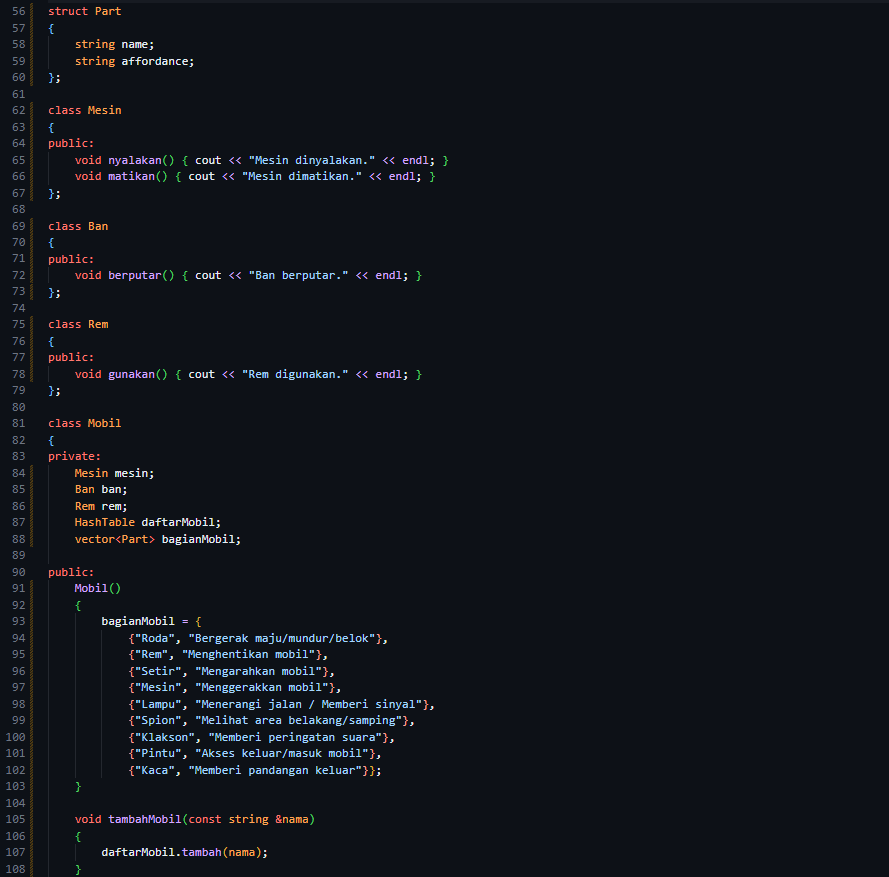 56 struct Part
57 {
58 string name;
59 string affordance;
60 };
61
62 class Mesin
63 {
64 public:
65 void nyalakan() { cout << "Mesin dinyalakan." << endl; }
66 void matikan() { cout << "Mesin dimatikan." << endl; }
67 };
68
69 class Ban
70 {
71 public:
72 void berputar() { cout << "Ban berputar." << endl; }
73 };
74
75 class Rem
76 {
77 public:
78 void gunakan() { cout << "Rem digunakan." << endl; }
79 };
80
81 class Mobil
82 {
83 private:
84 Mesin mesin;
85 Ban ban;
86 Rem rem;
87 HashTable daftarMobil;
88 vector<Part> bagianMobil;
89
90 public:
91 Mobil()
92 {
93 bagianMobil = {
94 {"Roda", "Bergerak maju/mundur/belok"},
95 {"Rem", "Menghentikan mobil"},
96 {"Setir", "Mengarahkan mobil"},
97 {"Mesin", "Menggerakkan mobil"},
98 {"Lampu", "Menerangi jalan / Memberi sinyal"},
99 {"Spion", "Melihat area belakang/samping"},
100 {"Klakson", "Memberi peringatan suara"},
101 {"Pintu", "Akses keluar/masuk mobil"},
102 {"Kaca", "Memberi pandangan keluar"}};
103 }
104
105 void tambahMobil(const string &nama)
106 {
107 daftarMobil.tambah(nama);
108 }